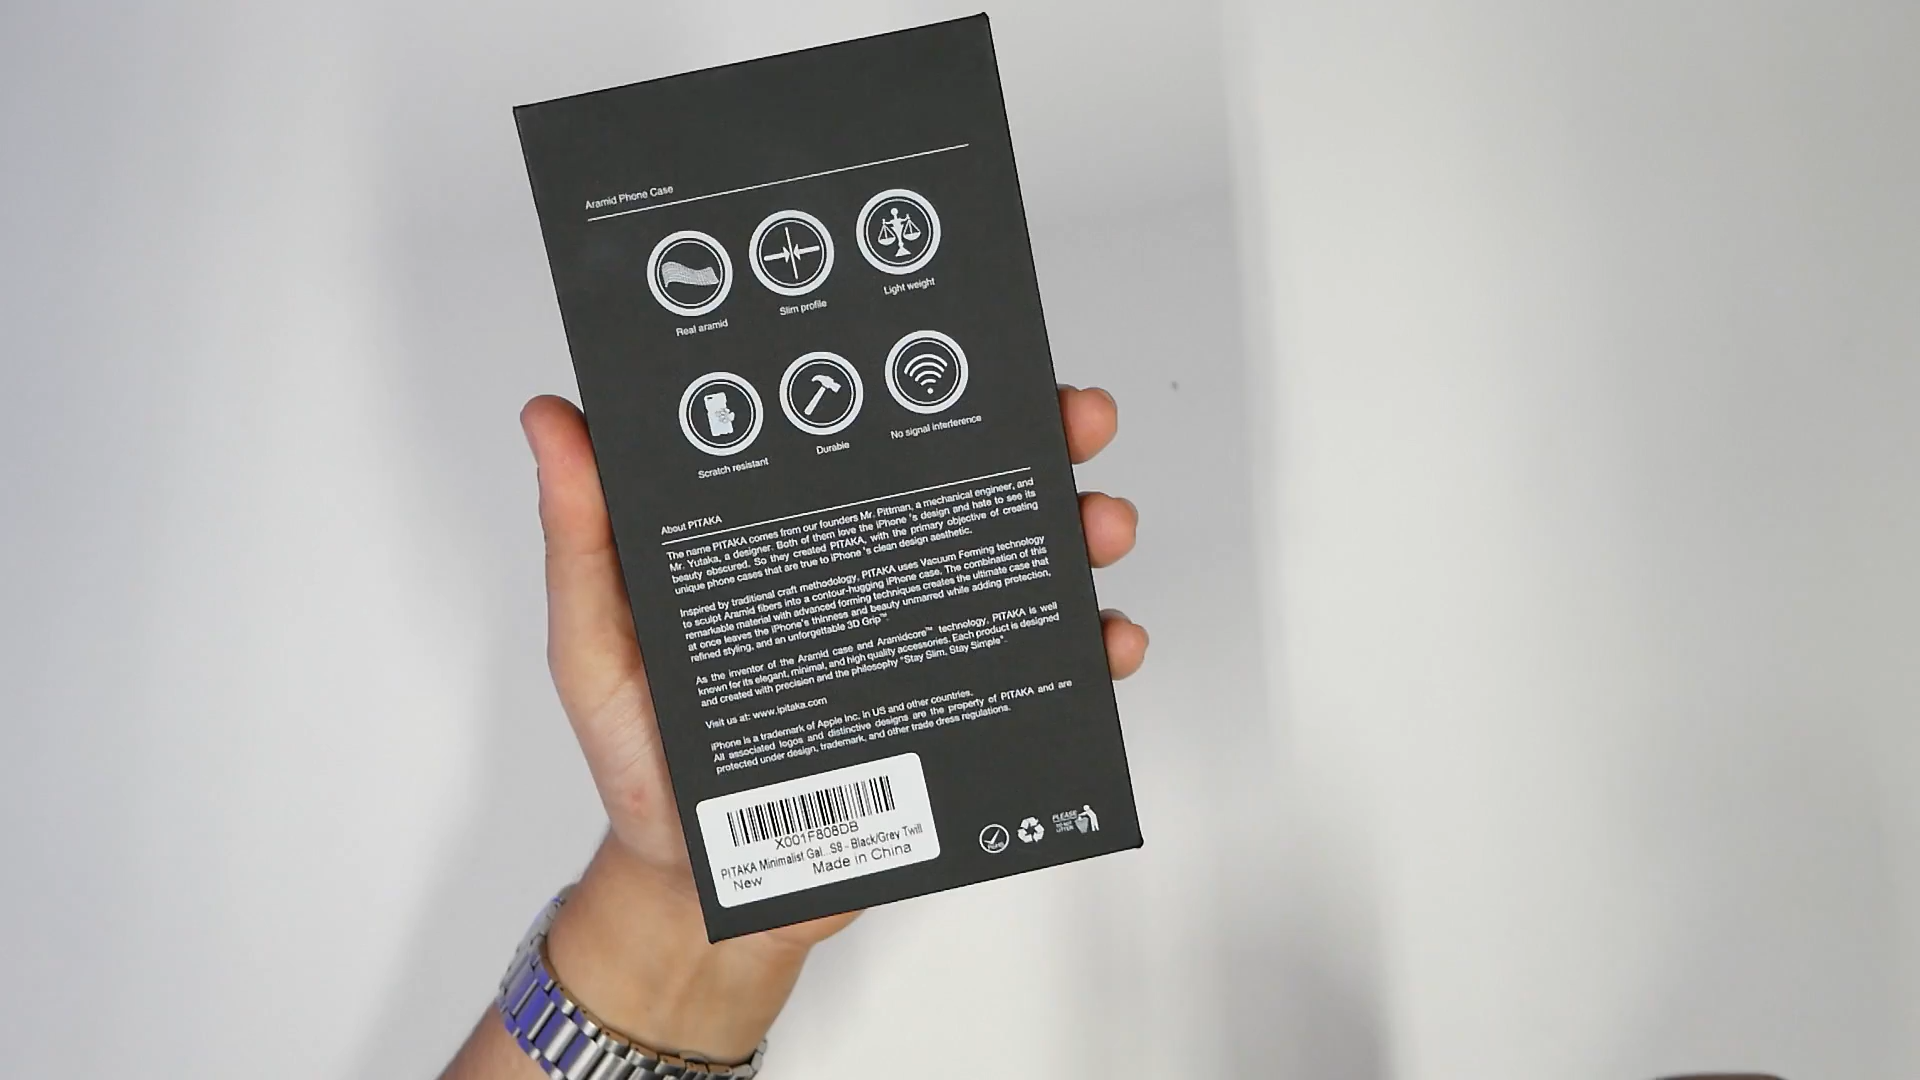 Aramid Phone Case
Real aramid
Slim profile
Light weight
Scratch resistant
Durable
No signal interference
About PITAKA
The name PITAKA comes from our founders Mr. Pittman, a mechanical engineer, and
Mr. Yutaka, a designer. Both of them love the iPhone 's design and hate to see its
beauty obscured. So they created PITAKA, with the primary objective of creating
unique phone cases that are true to iPhone 's clean design aesthetic.
Inspired by traditional craft methodology, PITAKA uses Vacuum Forming technology
to sculpt Aramid fibers into a contour-hugging iPhone case. The combination of this
remarkable material with advanced forming techniques creates the ultimate case that
at once leaves the iPhone's thinness and beauty unmarred while adding protection,
refined styling, and an unforgettable 3D Grip™.
As the inventor of the Aramid case and Aramidcore™ technology, PITAKA is well
known for its elegant, minimal, and high quality accessories. Each product is designed
and created with precision and the philosophy "Stay Slim, Stay Simple".
Visit us at: www.ipitaka.com
iPhone is a trademark of Apple Inc. in US and other countries.
All associated logos and distinctive designs are the property of PITAKA and are
protected under design, trademark, and other trade dress regulations.
X001F808DB
PITAKA Minimalist Gal...S8 - Black/Grey Twill
New Made in China
RoHS
PLEASE
DO NOT
LITTER